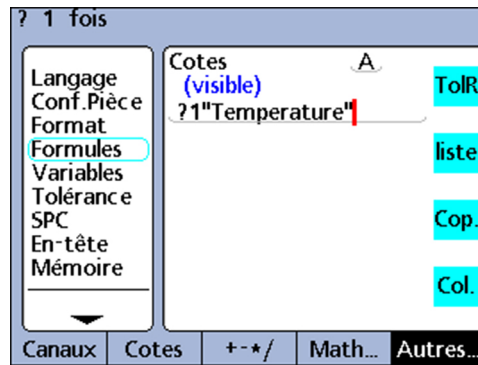 ? 1 fois
Langage
Conf.Pièce
Format
Formules
Variables
Tolérance
SPC
En-tête
Mémoire
Cotes A
(visible)
?1"Temperature"
TolR
liste
Cop.
Col.
Canaux Cotes +-*/ Math... Autres...